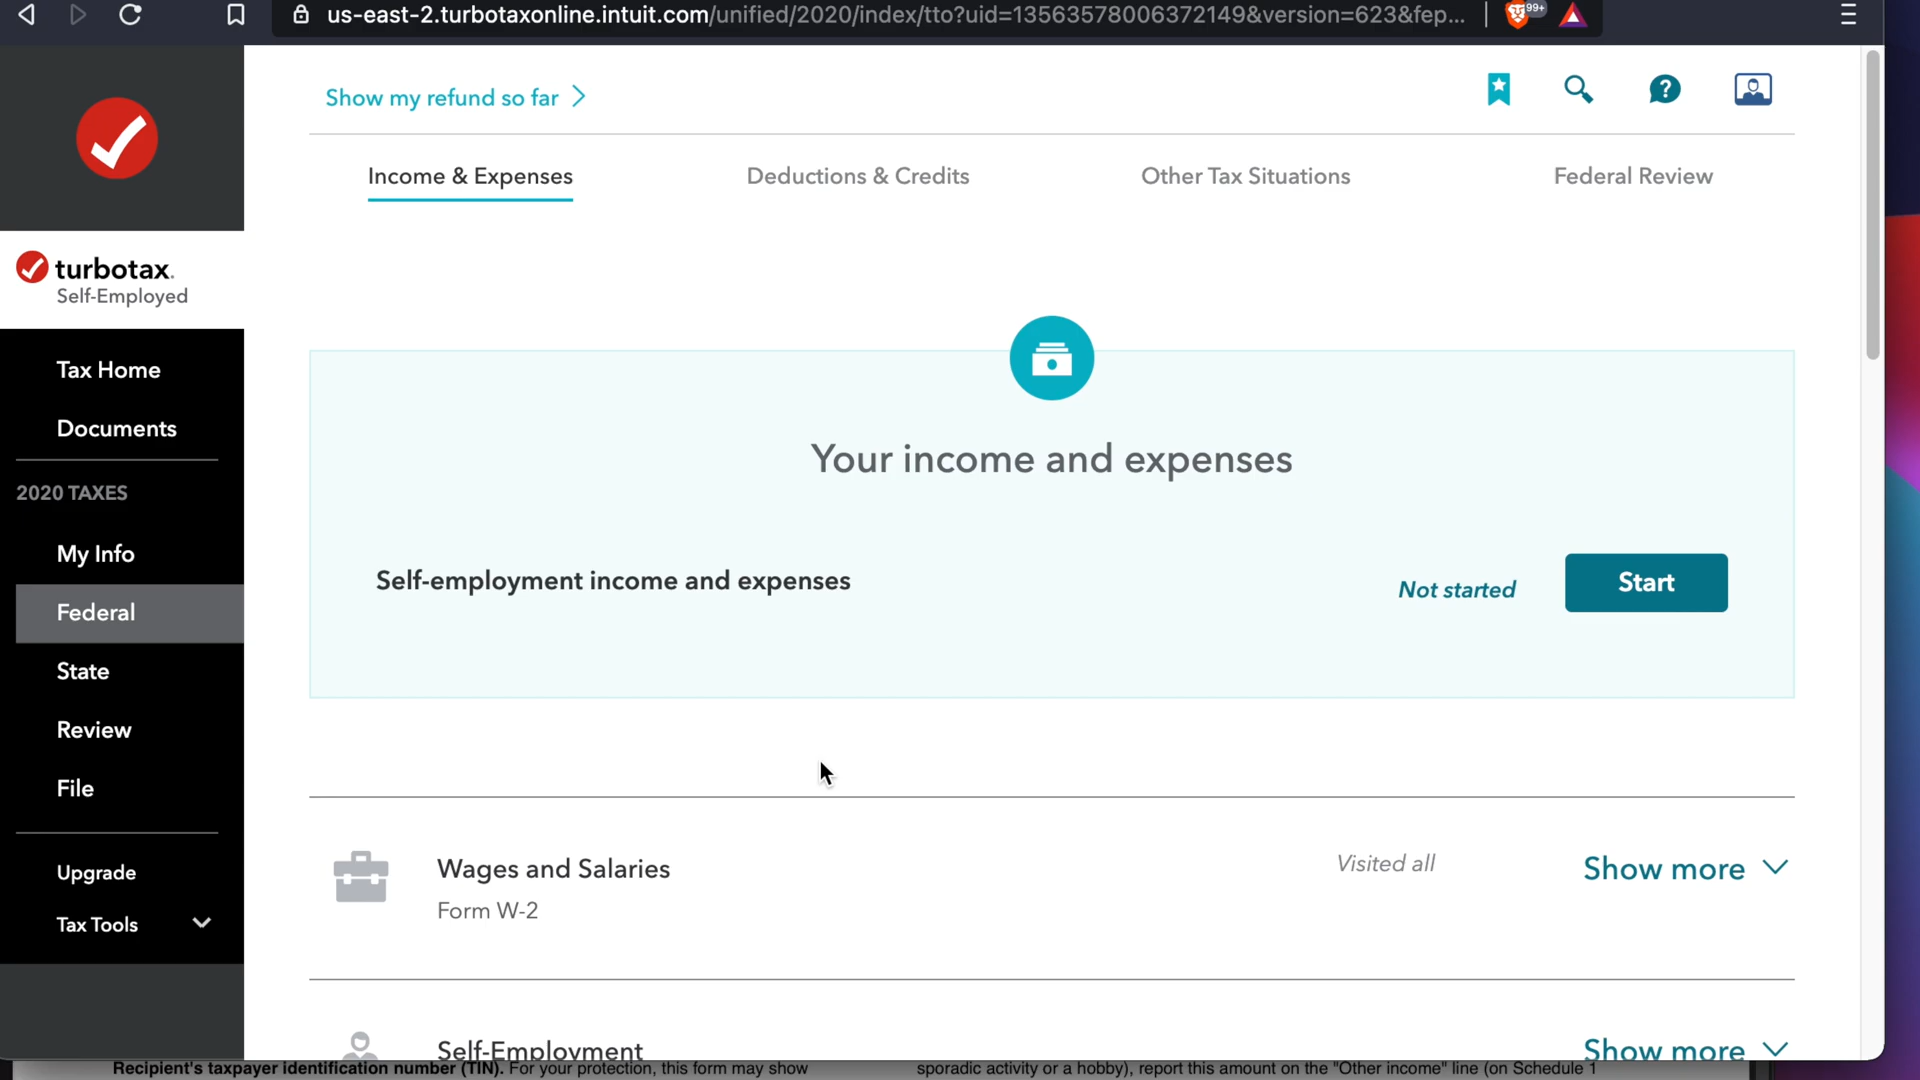 us-east-2.turbotaxonline.intuit.com/unified/2020/index/tto?uid=13563578006372149&version=623&fep...
99+
Show my refund so far
?
Income & Expenses
Deductions & Credits
Other Tax Situations
Federal Review
turbotax.
Self-Employed
Tax Home
Documents
2020 TAXES
My Info
Federal
State
Review
File
Upgrade
Tax Tools
Your income and expenses
Self-employment income and expenses
Not started
Start
Wages and Salaries
Visited all
Show more
Form W-2
Self-Employment
Show more
Recipient's taxpayer identification number (TIN). For your protection, this form may show
sporadic activity or a hobby), report this amount on the "Other income" line (on Schedule 1